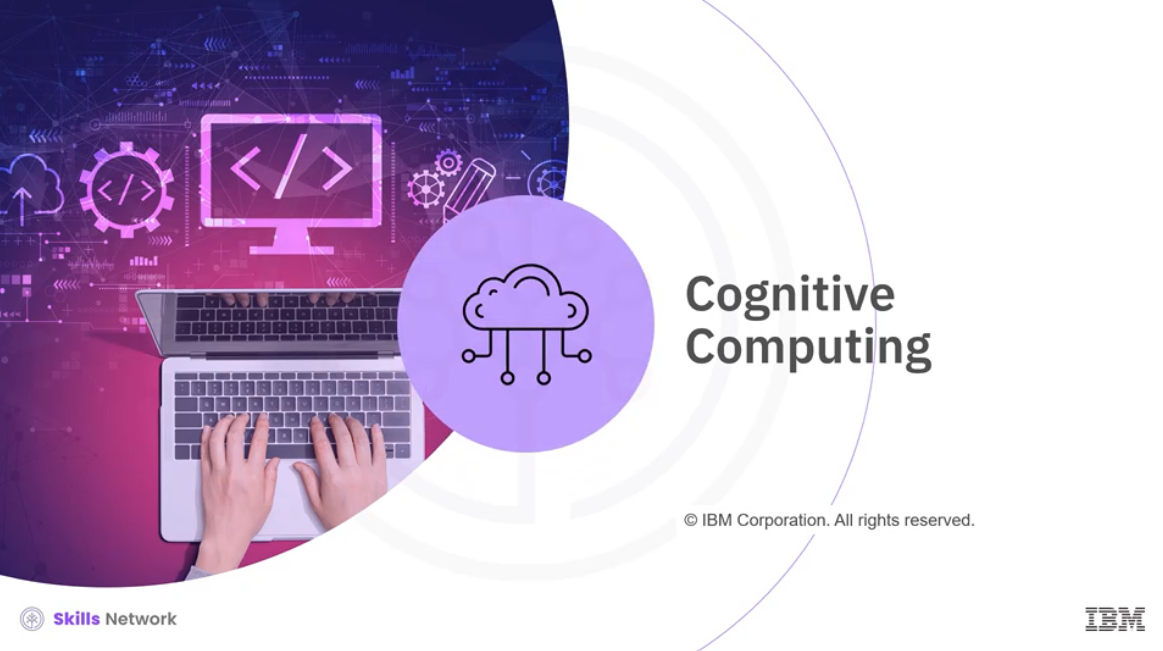 </>
</>
Cognitive
Computing
© IBM Corporation. All rights reserved.
Skills Network
IBM